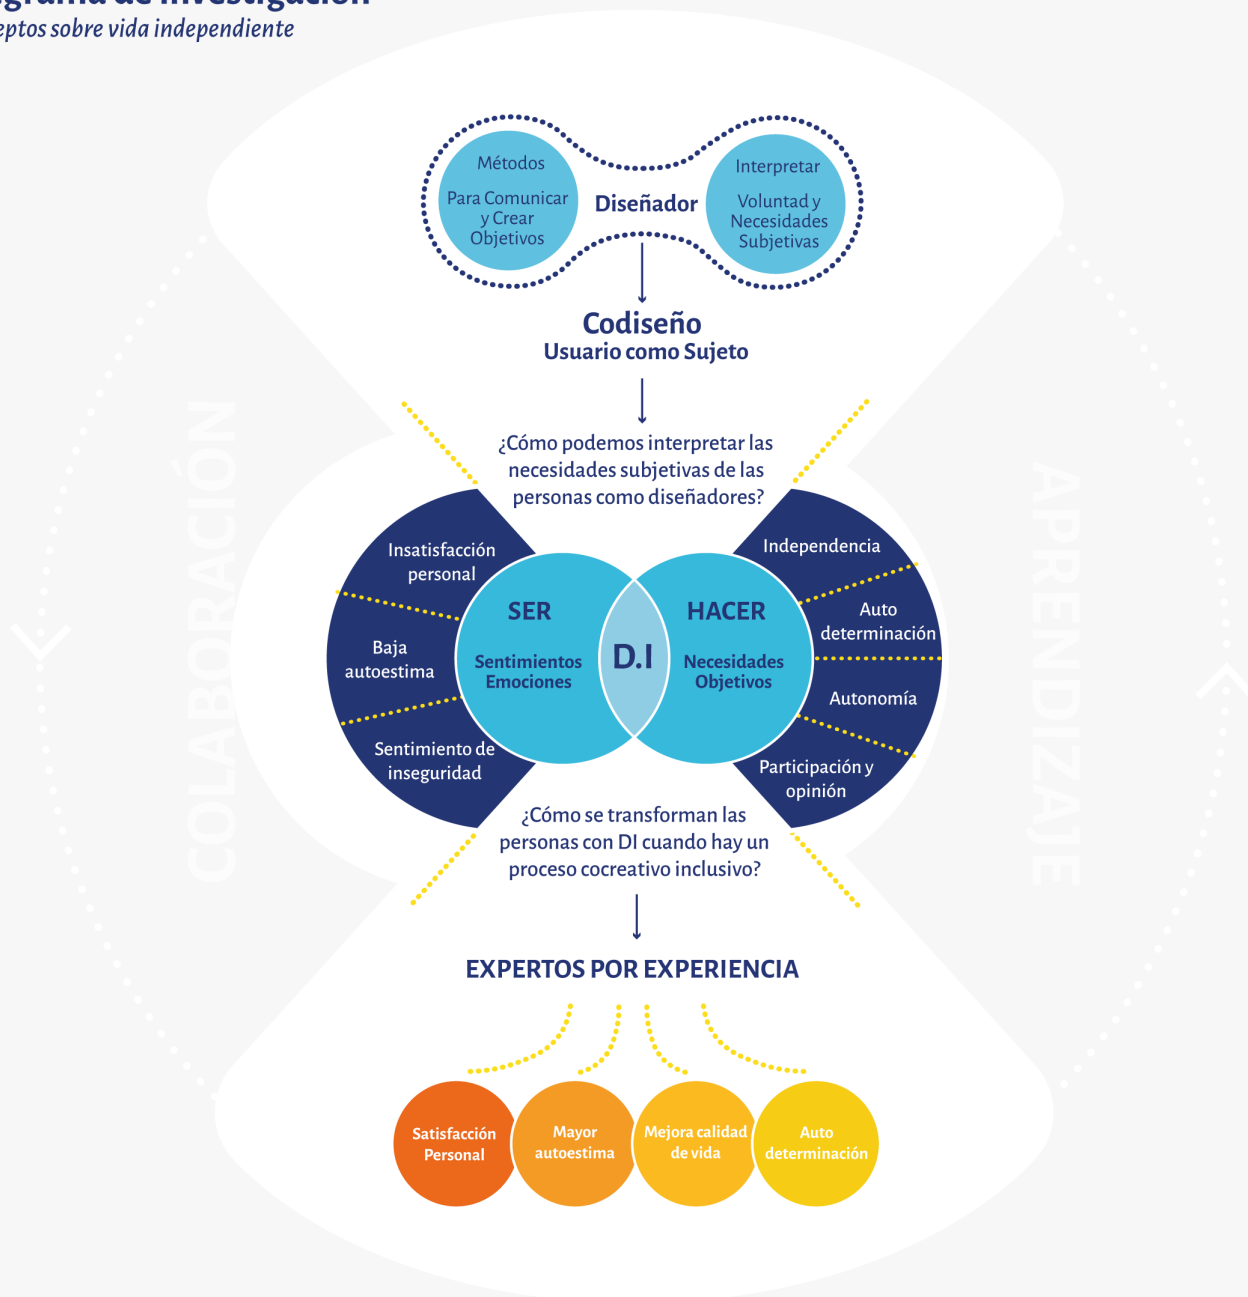 de investigación
sobre vida independiente
Métodos
Para Comunicar
y Crear
Objetivos
Diseñador
Interpretar
Voluntad y
Necesidades
Subjetivas
Codiseño
Usuario como Sujeto
¿Cómo podemos interpretar las
necesidades subjetivas de las
personas como diseñadores?
COLABORACIÓN
APRENDIZAJE
Insatisfacción
personal
Baja
autoestima
Sentimiento de
inseguridad
SER
Sentimientos
Emociones
D.I
HACER
Necesidades
Objetivos
Independencia
Auto
determinación
Autonomía
Participación y
opinión
¿Cómo se transforman las
personas con DI cuando hay un
proceso cocreativo inclusivo?
EXPERTOS POR EXPERIENCIA
Satisfacción
Personal
Mayor
autoestima
Mejora calidad
de vida
Auto
determinación